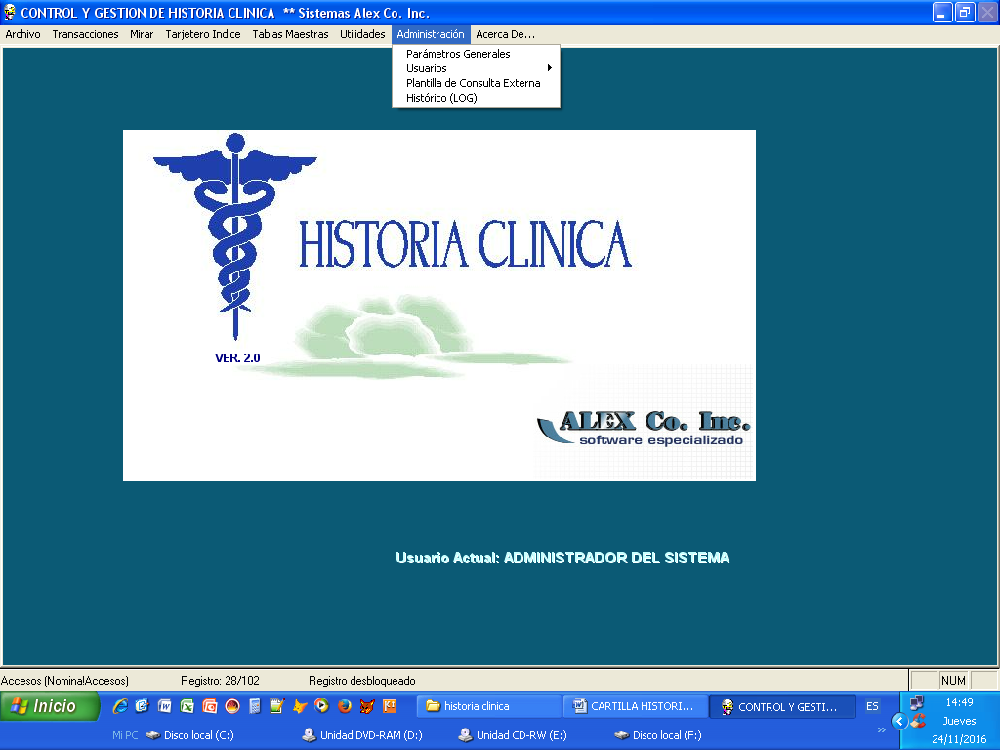 CONTROL Y GESTION DE HISTORIA CLINICA ** Sistemas Alex Co. Inc.
Archivo Transacciones Mirar Tarjetero Indice Tablas Maestras Utilidades Administración Acerca De...
Parámetros Generales
Usuarios
Plantilla de Consulta Externa
Histórico (LOG)
HISTORIA CLINICA
VER. 2.0
ALEX Co. Inc.
software especializado
Usuario Actual: ADMINISTRADOR DEL SISTEMA
Accesos (Nomina!Accesos) Registro: 28/102 Registro desbloqueado NUM
Inicio historia clinica CARTILLA HISTORI... CONTROL Y GESTI... ES 14:49
Jueves
Mi PC Disco local (C:) Unidad DVD-RAM (D:) Unidad CD-RW (E:) Disco local (F:) 24/11/2016